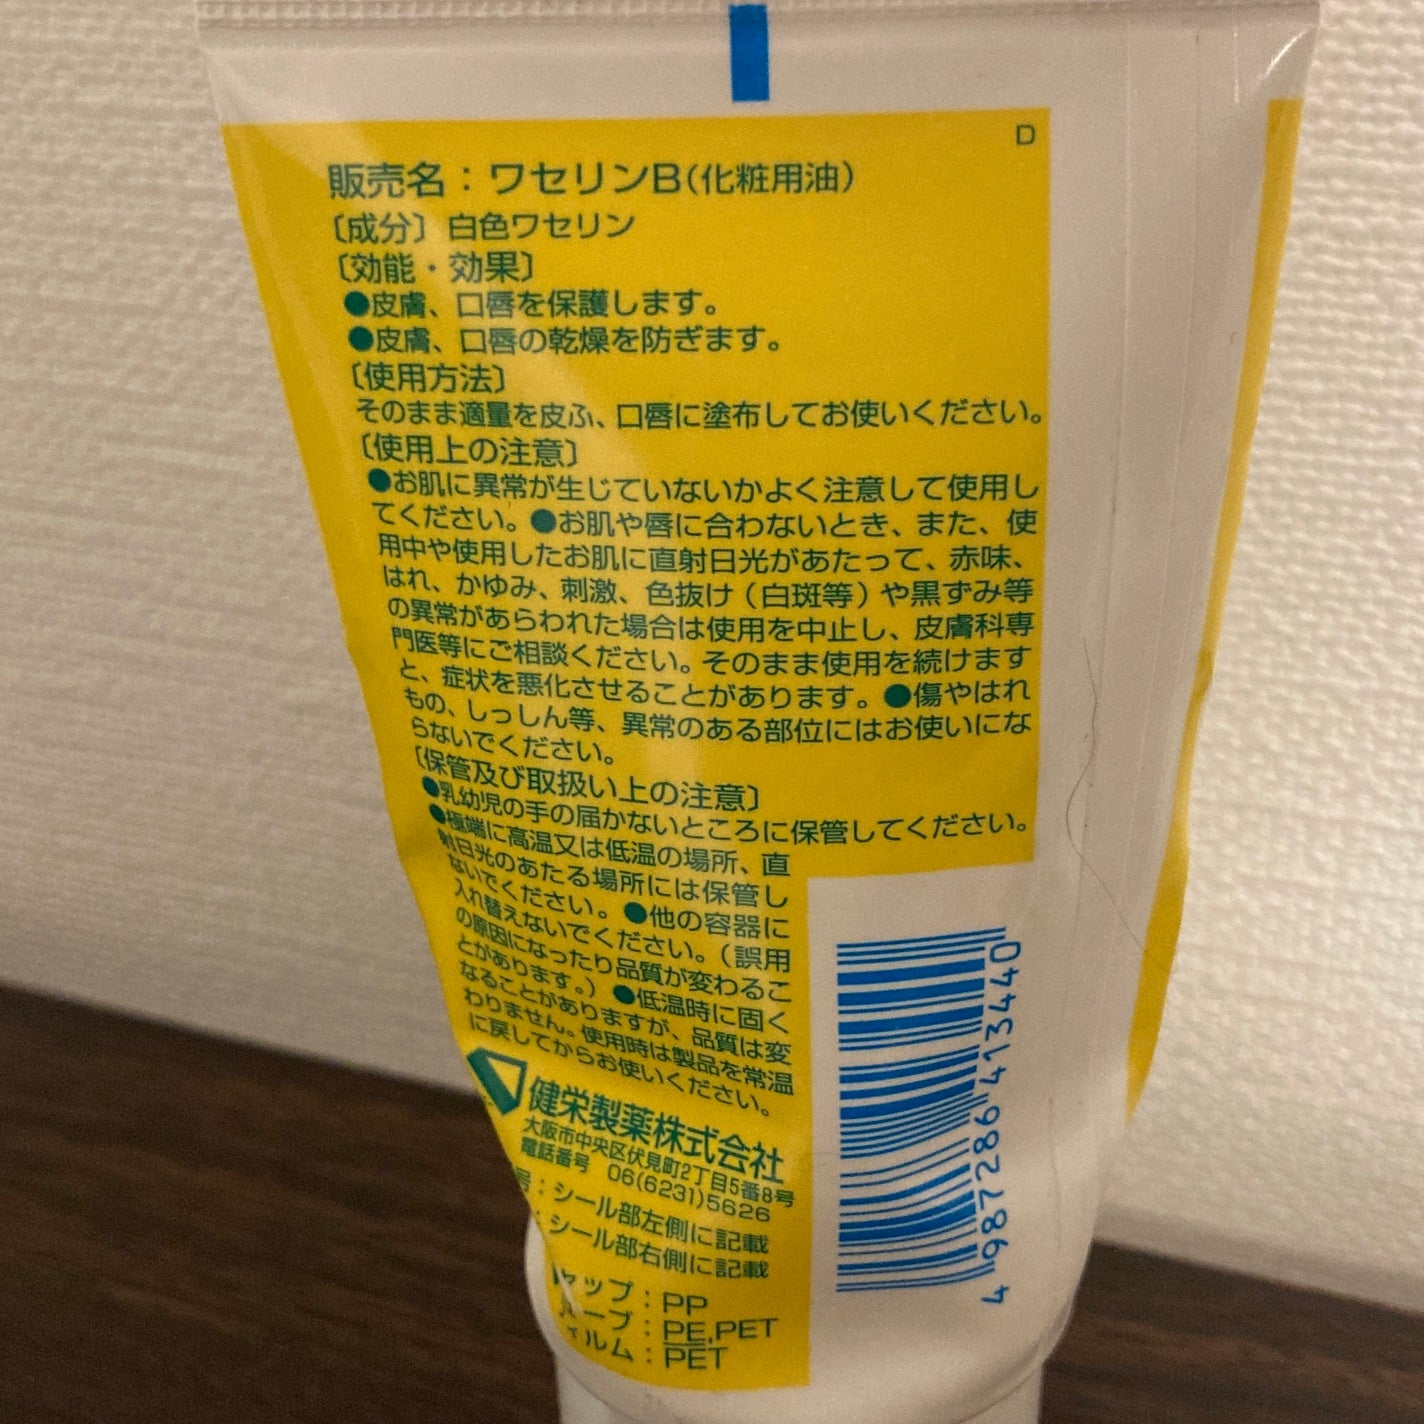 D
販売名：ワセリンB（化粧用油）
〔成分〕白色ワセリン
〔効能・効果〕
●皮膚、口唇を保護します。
●皮膚、口唇の乾燥を防ぎます。
〔使用方法〕
そのまま適量を皮ふ、口唇に塗布してお使いください。
〔使用上の注意〕
●お肌に異常が生じていないかよく注意して使用し
てください。●お肌や唇に合わないとき、また、使
用中や使用したお肌に直射日光があたって、赤味、
はれ、かゆみ、刺激、色抜け（白斑等）や黒ずみ等
の異常があらわれた場合は使用を中止し、皮膚科専
門医等にご相談ください。そのまま使用を続けます
と、症状を悪化させることがあります。●傷やはれ
もの、しっしん等、異常のある部位にはお使いにな
らないでください。
〔保管及び取扱い上の注意〕
●乳幼児の手の届かないところに保管してください。
●極端に高温又は低温の場所、直
射日光のあたる場所には保管し
ないでください。●他の容器に
入れ替えないでください。（誤用
の原因になったり品質が変わるこ
とがあります。）●低温時に固く
なることがありますが、品質は変
わりません。使用時は製品を常温
に戻してからお使いください。
健栄製薬株式会社
大阪市中央区伏見町2丁目5番8号
電話番号 06(6231)5626
号：シール部左側に記載
：シール部右側に記載
ャップ：PP
ーブ：PE,PET
ィルム：PET
4 987286 413440